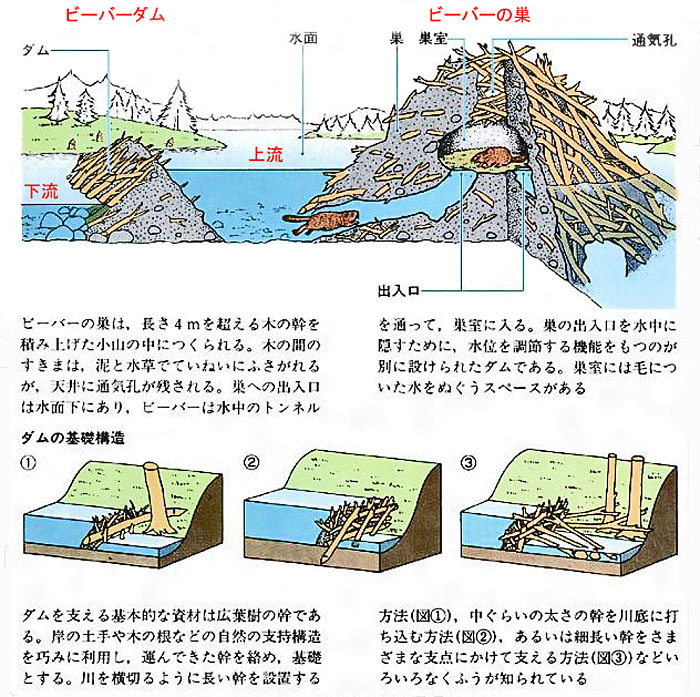 ビーバーダム
ビーバーの巣
ダム
水面
巣
巣室
通気孔
上流
下流
出入口
ビーバーの巣は，長さ4mを超える木の幹を
積み上げた小山の中につくられる。木の間の
すきまは，泥と水草でていねいにふさがれる
が，天井に通気孔が残される。巣への出入口
は水面下にあり，ビーバーは水中のトンネル
を通って，巣室に入る。巣の出入口を水中に
隠すために，水位を調節する機能をもつのが
別に設けられたダムである。巣室には毛につ
いた水をぬぐうスペースがある
ダムの基礎構造
①
②
③
ダムを支える基本的な資材は広葉樹の幹であ
る。岸の土手や木の根などの自然の支持構造
を巧みに利用し，運んできた幹を絡め，基礎
とする。川を横切るように長い幹を設置する
方法(図①)，中ぐらいの太さの幹を川底に打
ち込む方法(図②)，あるいは細長い幹をさま
ざまな支点にかけて支える方法(図③)などい
ろいろなくふうが知られている